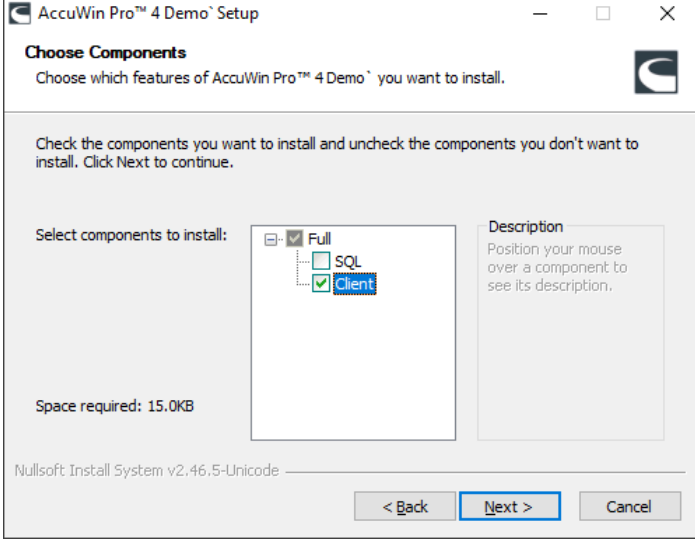 AccuWin Pro™ 4 Demo` Setup
Choose Components
Choose which features of AccuWin Pro™ 4 Demo` you want to install.
Check the components you want to install and uncheck the components you don't want to
install. Click Next to continue.
Select components to install:
Full
SQL
Client
Description
Position your mouse
over a component to
see its description.
Space required: 15.0KB
Nullsoft Install System v2.46.5-Unicode
< Back
Next >
Cancel